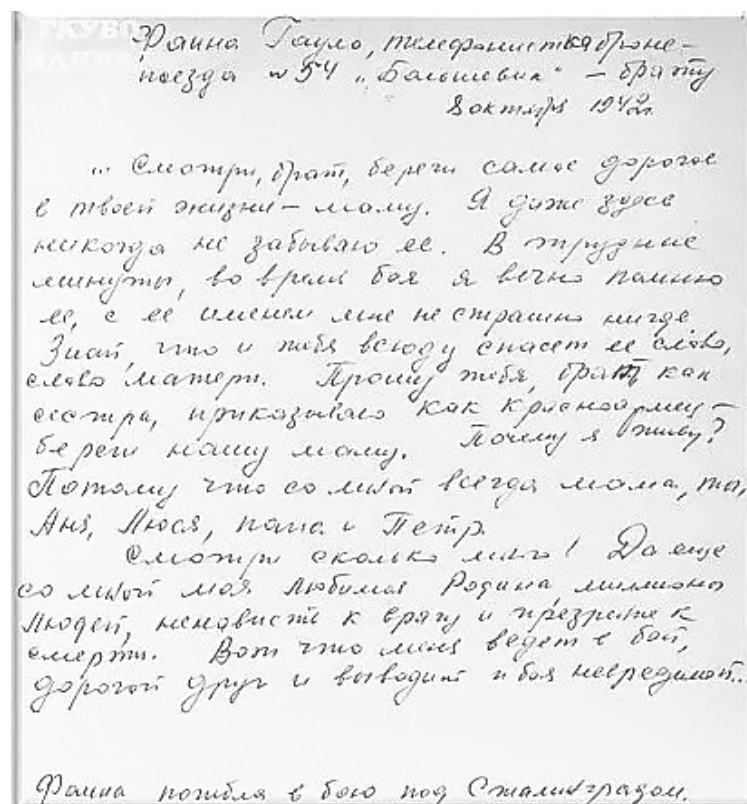 Фаина Гауло, телефонистка броне-
поезда №54 „Большевик“ – брату
8 октября 1942г.
... Смотри, брат, береги самое дорогое
в твоей жизни – маму. Я даже здесь
никогда не забываю ее. В трудние
минуты, во время боя я вечно помню
ее, с ее именем мне не страшно нигде
Знай, что и тебя всюду спасет ее слово,
слово матери. Прошу тебя, брат, как
сестра, приказываю как красноармеец –
береги нашу маму. Почему я живу?
Потому что со мной всегда мама, ты,
Аня, Люся, папа и Петр.
Смотри сколько много! Да еще
со мной моя любимая Родина, миллионы
людей, ненависть к врагу и презрение к
смерти. Вот что меня ведет в бой,
дорогой друг и выводит из боя невредимой...
Фаина погибла в бою под Сталинградом.